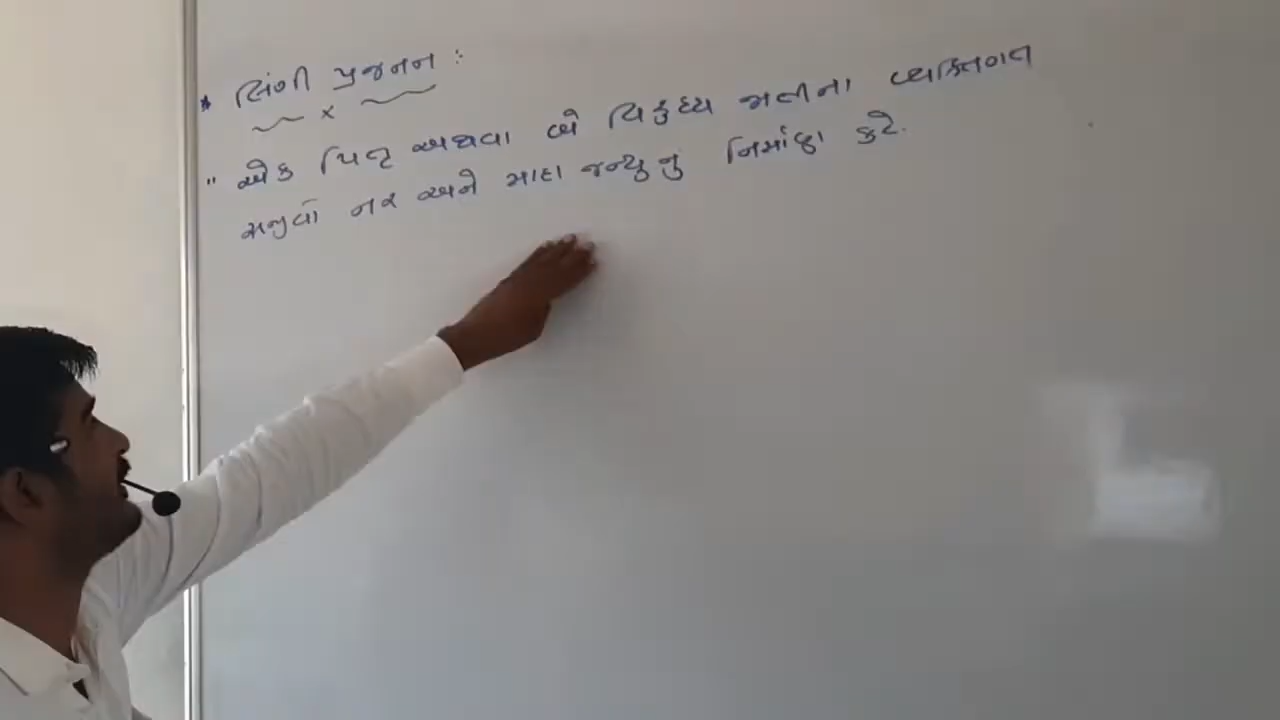 * લિંગી પ્રજનન :
" એક પિતૃ અથવા બે વિરુધ્ધ જાતીના વ્યક્તિગત
સજીવો નર અને માદા જન્યુ નું નિર્માણ કરે.